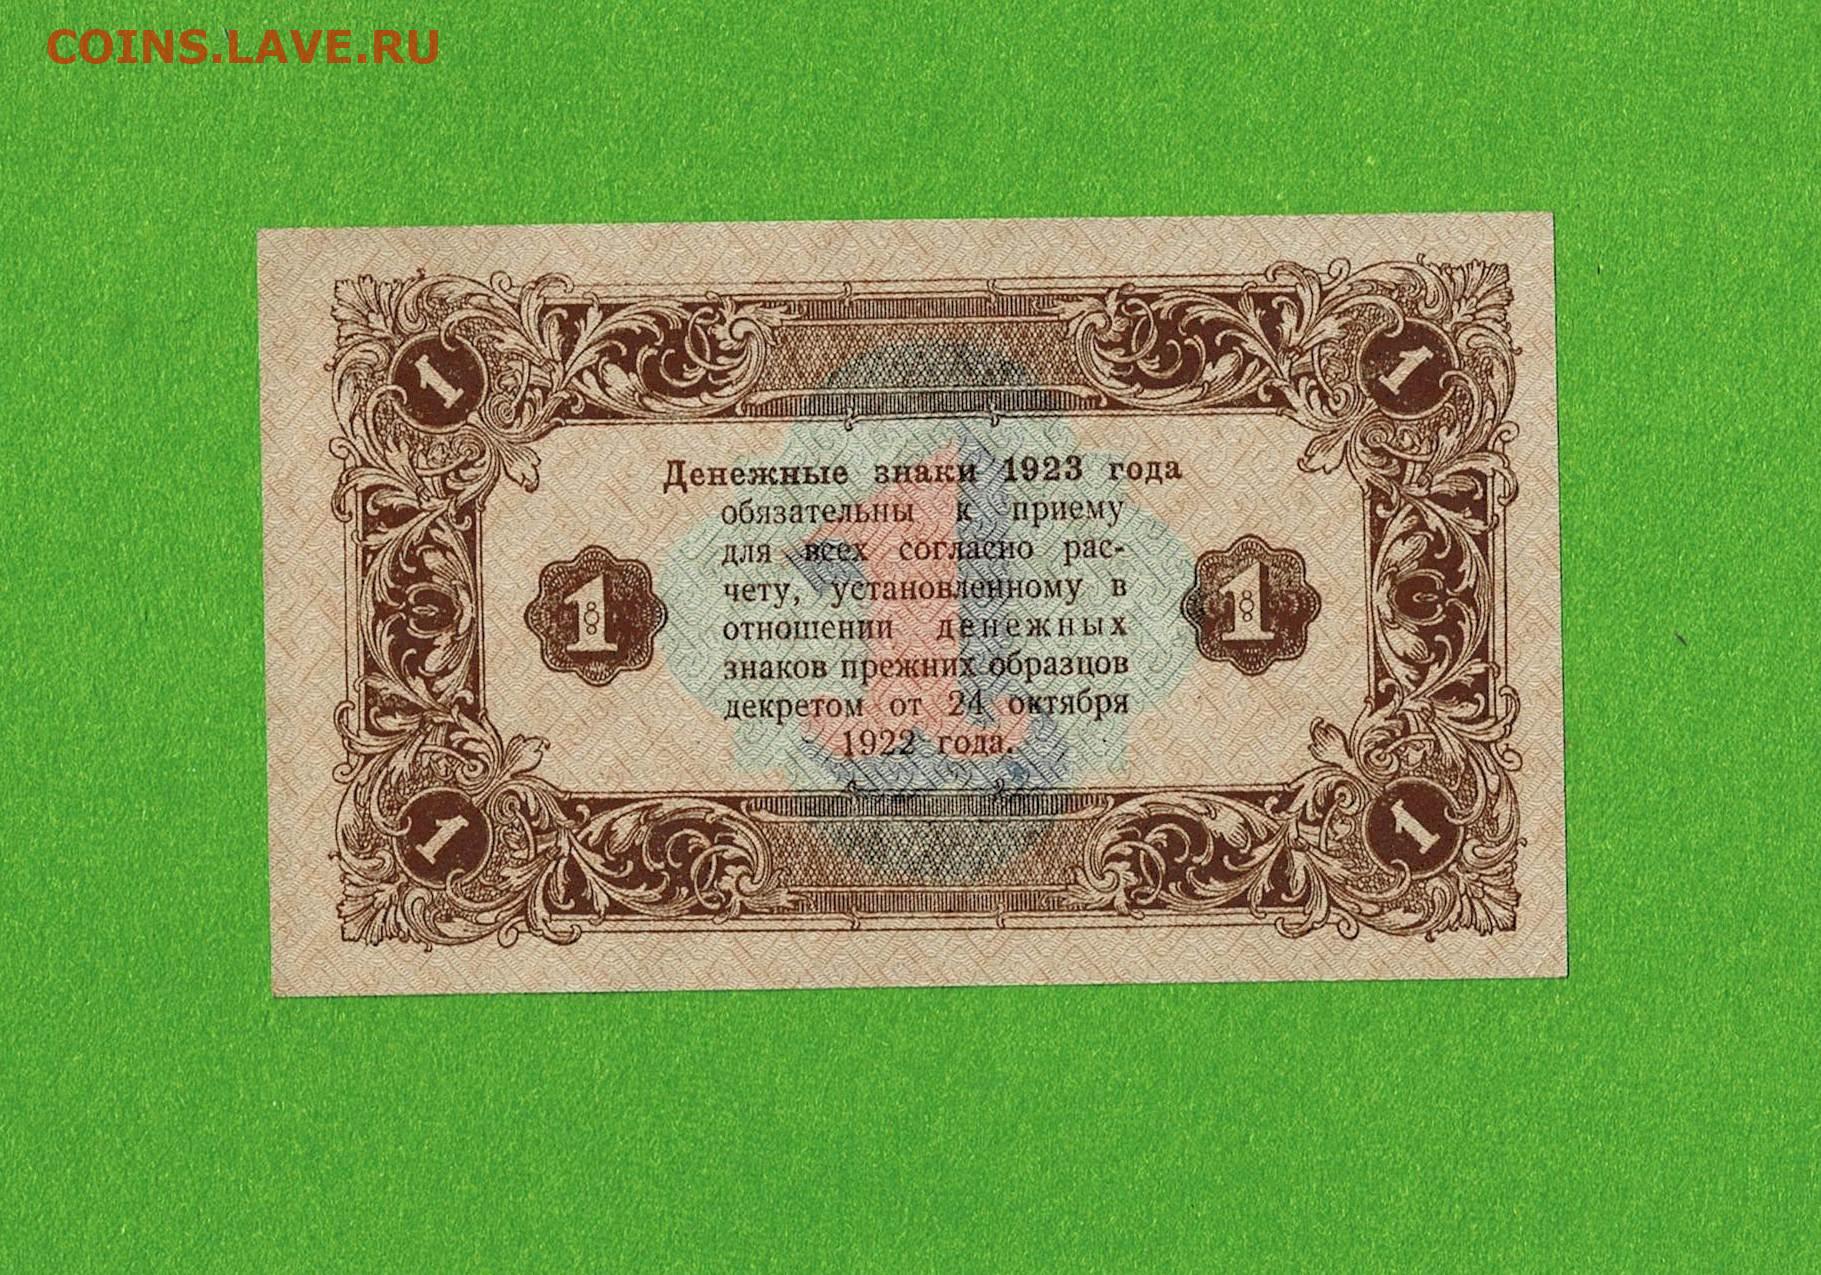 COINS.LAVE.RU
1 1
Денежные знаки 1923 года
обязательны к приему
для всех согласно рас-
чету, установленному в
отношении денежных
знаков прежних образцов
декретом от 24 октября
1922 года.
1 1
1
1 1